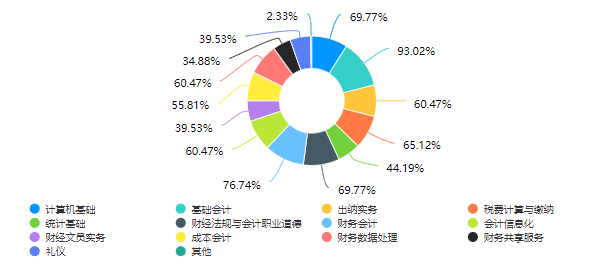 2.33% 69.77%
39.53% 93.02%
34.88%
60.47% 60.47%
55.81%
39.53% 65.12%
60.47% 44.19%
76.74% 69.77%
计算机基础 基础会计 出纳实务 税费计算与缴纳
统计基础 财经法规与会计职业道德 财务会计 会计信息化
财经文员实务 成本会计 财务数据处理 财务共享服务
礼仪 其他